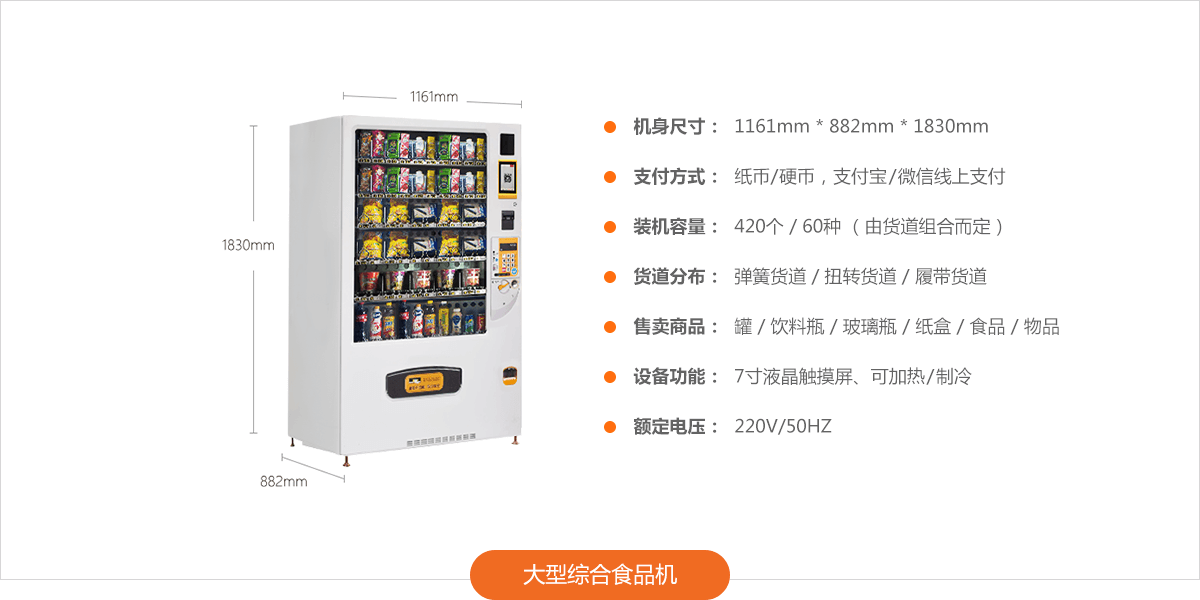 1161mm
1830mm
882mm
机身尺寸： 1161mm * 882mm * 1830mm
支付方式： 纸币/硬币，支付宝/微信线上支付
装机容量： 420个 / 60种 （由货道组合而定）
货道分布： 弹簧货道 / 扭转货道 / 履带货道
售卖商品： 罐 / 饮料瓶 / 玻璃瓶 / 纸盒 / 食品 / 物品
设备功能： 7寸液晶触摸屏、可加热/制冷
额定电压： 220V/50HZ
大型综合食品机